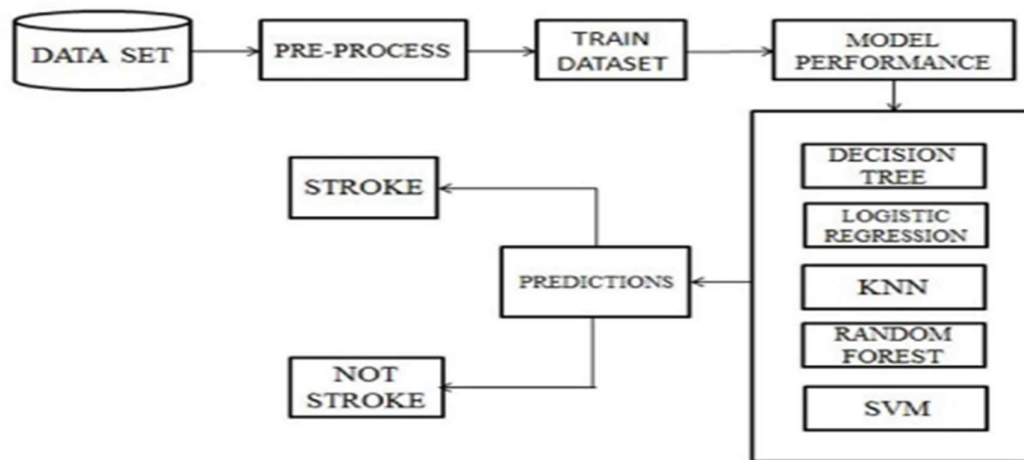 DATA SET
PRE-PROCESS
TRAIN
DATASET
MODEL
PERFORMANCE
DECISION
TREE
LOGISTIC
REGRESSION
KNN
RANDOM
FOREST
SVM
PREDICTIONS
STROKE
NOT
STROKE